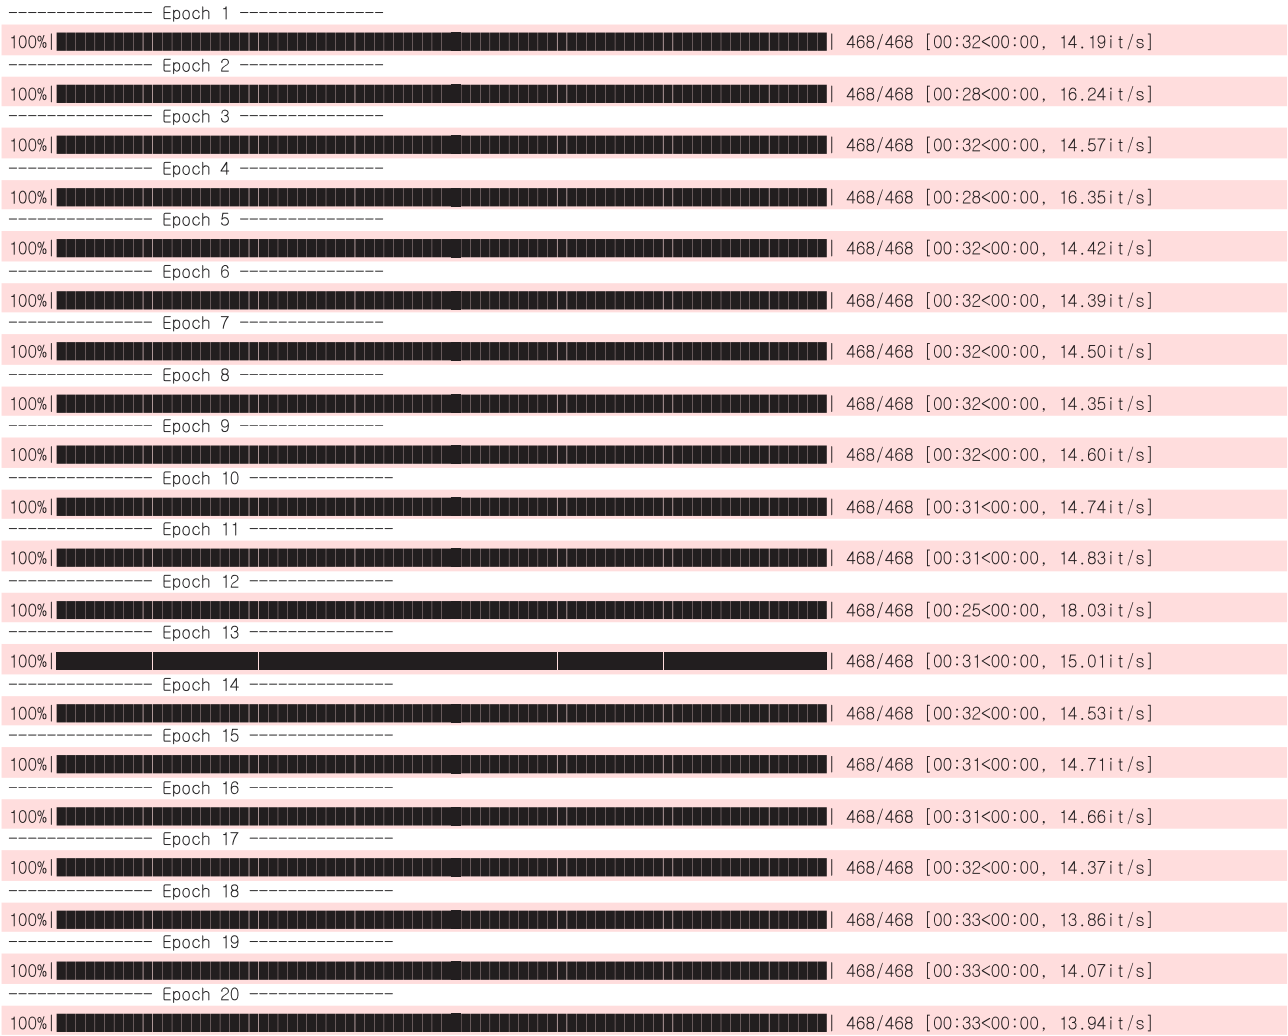 --------------- Epoch 1 ---------------
100%|██████████| 468/468 [00:32<00:00, 14.19it/s]
--------------- Epoch 2 ---------------
100%|██████████| 468/468 [00:28<00:00, 16.24it/s]
--------------- Epoch 3 ---------------
100%|██████████| 468/468 [00:32<00:00, 14.57it/s]
--------------- Epoch 4 ---------------
100%|██████████| 468/468 [00:28<00:00, 16.35it/s]
--------------- Epoch 5 ---------------
100%|██████████| 468/468 [00:32<00:00, 14.42it/s]
--------------- Epoch 6 ---------------
100%|██████████| 468/468 [00:32<00:00, 14.39it/s]
--------------- Epoch 7 ---------------
100%|██████████| 468/468 [00:32<00:00, 14.50it/s]
--------------- Epoch 8 ---------------
100%|██████████| 468/468 [00:32<00:00, 14.35it/s]
--------------- Epoch 9 ---------------
100%|██████████| 468/468 [00:32<00:00, 14.60it/s]
--------------- Epoch 10 ---------------
100%|██████████| 468/468 [00:31<00:00, 14.74it/s]
--------------- Epoch 11 ---------------
100%|██████████| 468/468 [00:31<00:00, 14.83it/s]
--------------- Epoch 12 ---------------
100%|██████████| 468/468 [00:25<00:00, 18.03it/s]
--------------- Epoch 13 ---------------
100%|██████████| 468/468 [00:31<00:00, 15.01it/s]
--------------- Epoch 14 ---------------
100%|██████████| 468/468 [00:32<00:00, 14.53it/s]
--------------- Epoch 15 ---------------
100%|██████████| 468/468 [00:31<00:00, 14.71it/s]
--------------- Epoch 16 ---------------
100%|██████████| 468/468 [00:31<00:00, 14.66it/s]
--------------- Epoch 17 ---------------
100%|██████████| 468/468 [00:32<00:00, 14.37it/s]
--------------- Epoch 18 ---------------
100%|██████████| 468/468 [00:33<00:00, 13.86it/s]
--------------- Epoch 19 ---------------
100%|██████████| 468/468 [00:33<00:00, 14.07it/s]
--------------- Epoch 20 ---------------
100%|██████████| 468/468 [00:33<00:00, 13.94it/s]